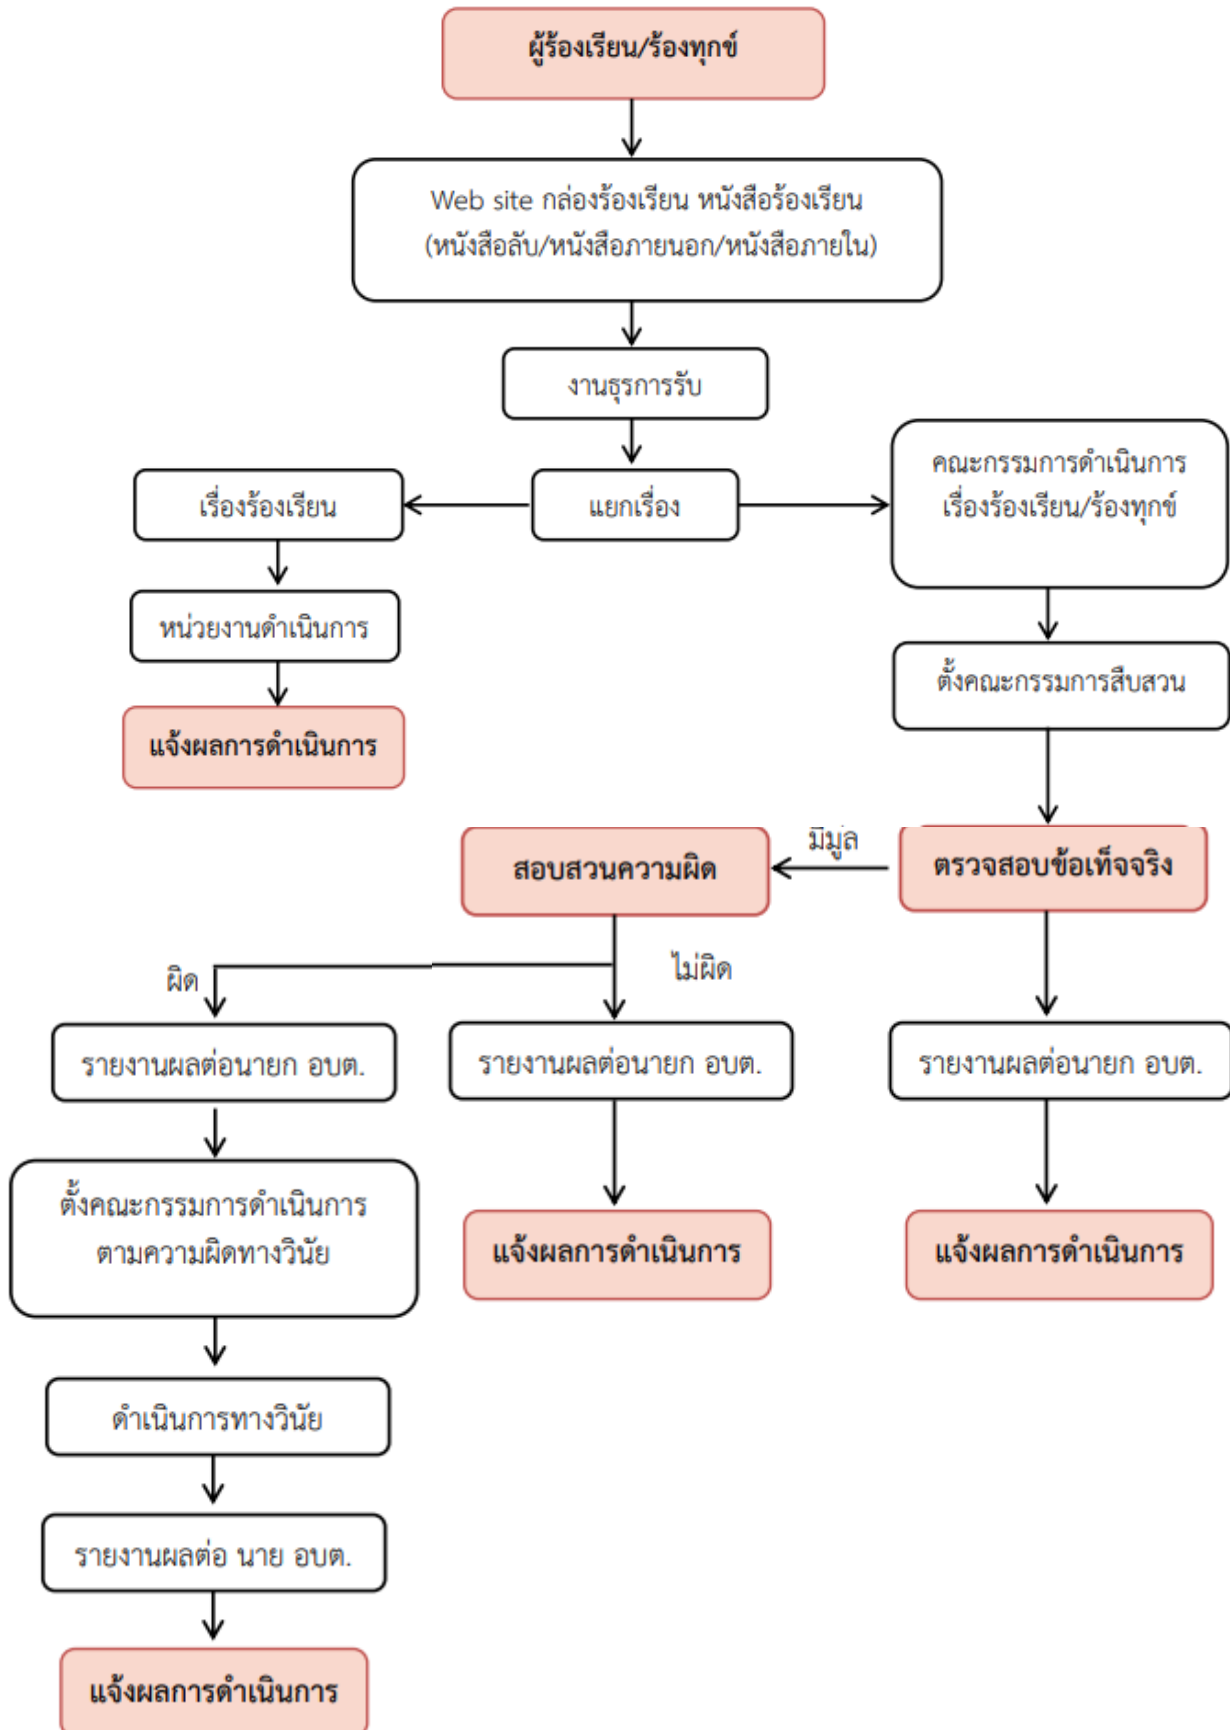 ผู้ร้องเรียน/ร้องทุกข์
Web site กล่องร้องเรียน หนังสือร้องเรียน
(หนังสือลับ/หนังสือภายนอก/หนังสือภายใน)
งานธุรการรับ
แยกเรื่อง
เรื่องร้องเรียน
หน่วยงานดำเนินการ
แจ้งผลการดำเนินการ
คณะกรรมการดำเนินการ
เรื่องร้องเรียน/ร้องทุกข์
ตั้งคณะกรรมการสืบสวน
ตรวจสอบข้อเท็จจริง
มีมูล
สอบสวนความผิด
ผิด
ไม่ผิด
รายงานผลต่อนายก อบต.
รายงานผลต่อนายก อบต.
รายงานผลต่อนายก อบต.
ตั้งคณะกรรมการดำเนินการ
ตามความผิดทางวินัย
แจ้งผลการดำเนินการ
แจ้งผลการดำเนินการ
ดำเนินการทางวินัย
รายงานผลต่อ นาย อบต.
แจ้งผลการดำเนินการ